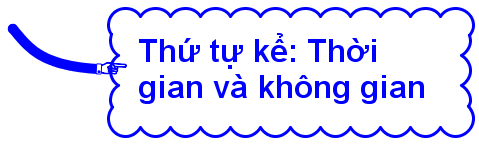 Thứ tự kể: Thời
gian và không gian